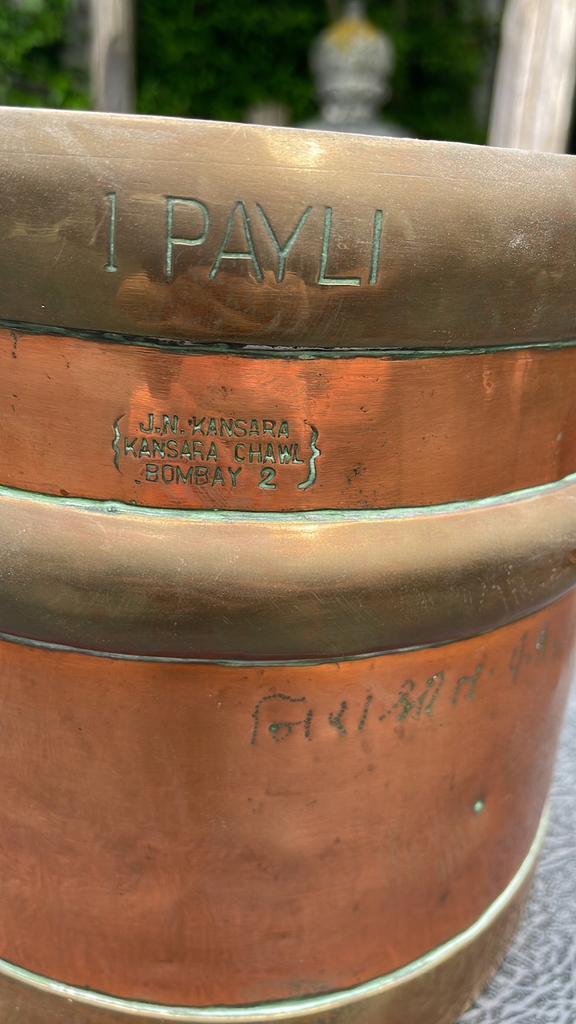 1 PAYLI
J.N. KANSARA
KANSARA CHAWL
BOMBAY 2